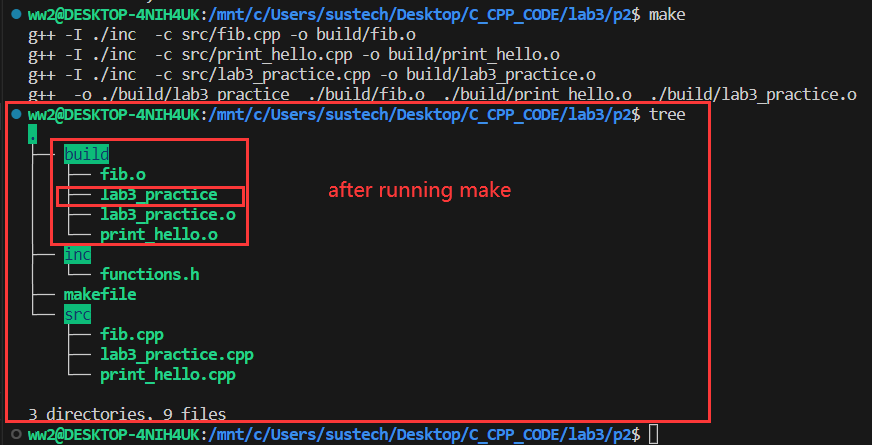 ww2@DESKTOP-4NIH4UK:/mnt/c/Users/sustech/Desktop/C_CPP_CODE/lab3/p2$ make
g++ -I ./inc  -c src/fib.cpp -o build/fib.o
g++ -I ./inc  -c src/print_hello.cpp -o build/print_hello.o
g++ -I ./inc  -c src/lab3_practice.cpp -o build/lab3_practice.o
g++  -o ./build/lab3_practice  ./build/fib.o  ./build/print_hello.o  ./build/lab3_practice.o
ww2@DESKTOP-4NIH4UK:/mnt/c/Users/sustech/Desktop/C_CPP_CODE/lab3/p2$ tree
.
├── build
│   ├── fib.o
│   ├── lab3_practice
│   ├── lab3_practice.o
│   └── print_hello.o
├── inc
│   └── functions.h
├── makefile
└── src
    ├── fib.cpp
    ├── lab3_practice.cpp
    └── print_hello.cpp
after running make
3 directories, 9 files
ww2@DESKTOP-4NIH4UK:/mnt/c/Users/sustech/Desktop/C_CPP_CODE/lab3/p2$